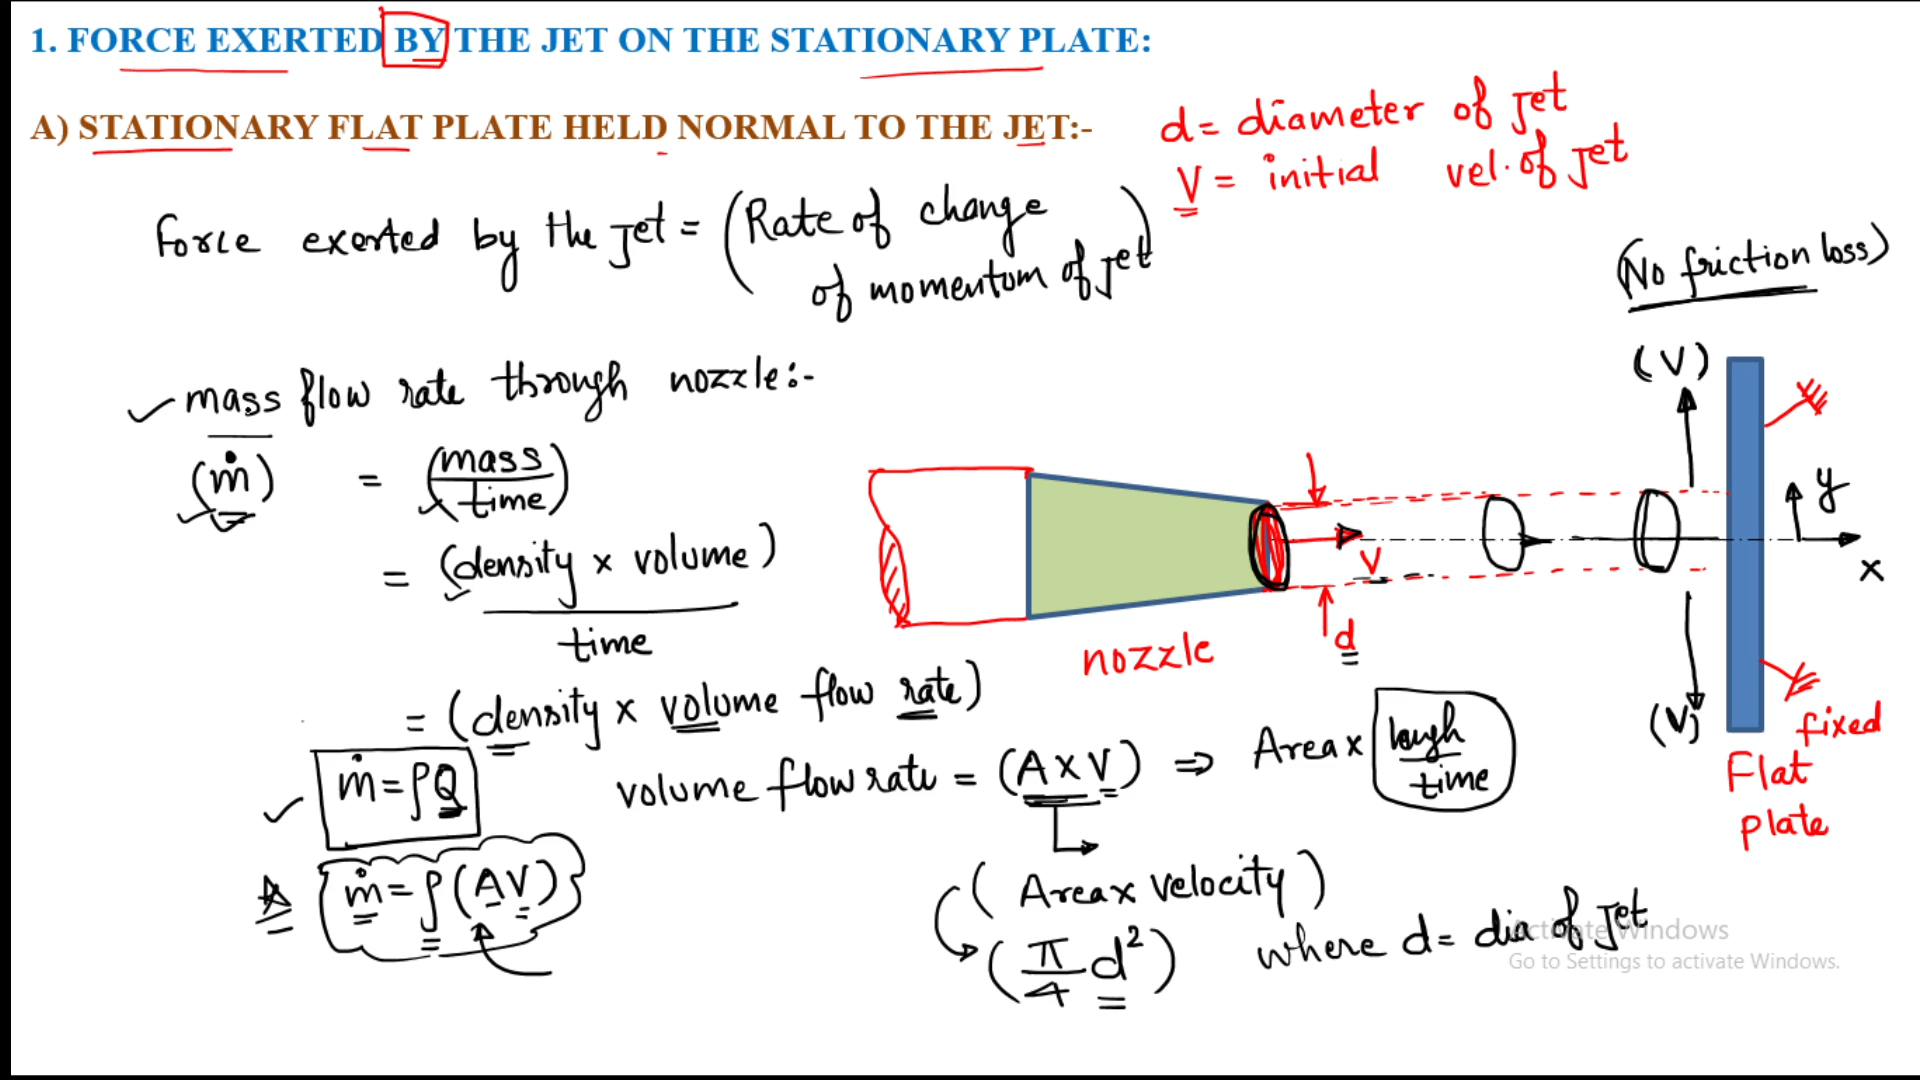 1. FORCE EXERTED BY THE JET ON THE STATIONARY PLATE:
A) STATIONARY FLAT PLATE HELD NORMAL TO THE JET:-
d = diameter of Jet
V = initial vel. of Jet
Force exerted by the Jet = (Rate of change
of momentum of Jet)
(No friction loss)
✓ mass flow rate through nozzle:-
(ṁ) = (mass/time)
= (density × volume)
time
= (density × volume flow rate)
ṁ = ρQ
volume flow rate = (A × V) ⇒ Area × lengh/time
ṁ = ρ(AV)
(Area × velocity)
(π/4 d²) where d = dia of Jet
(V)
y
x
V
d
nozzle
(V)
fixed
Flat
plate
Activate Windows
Go to Settings to activate Windows.